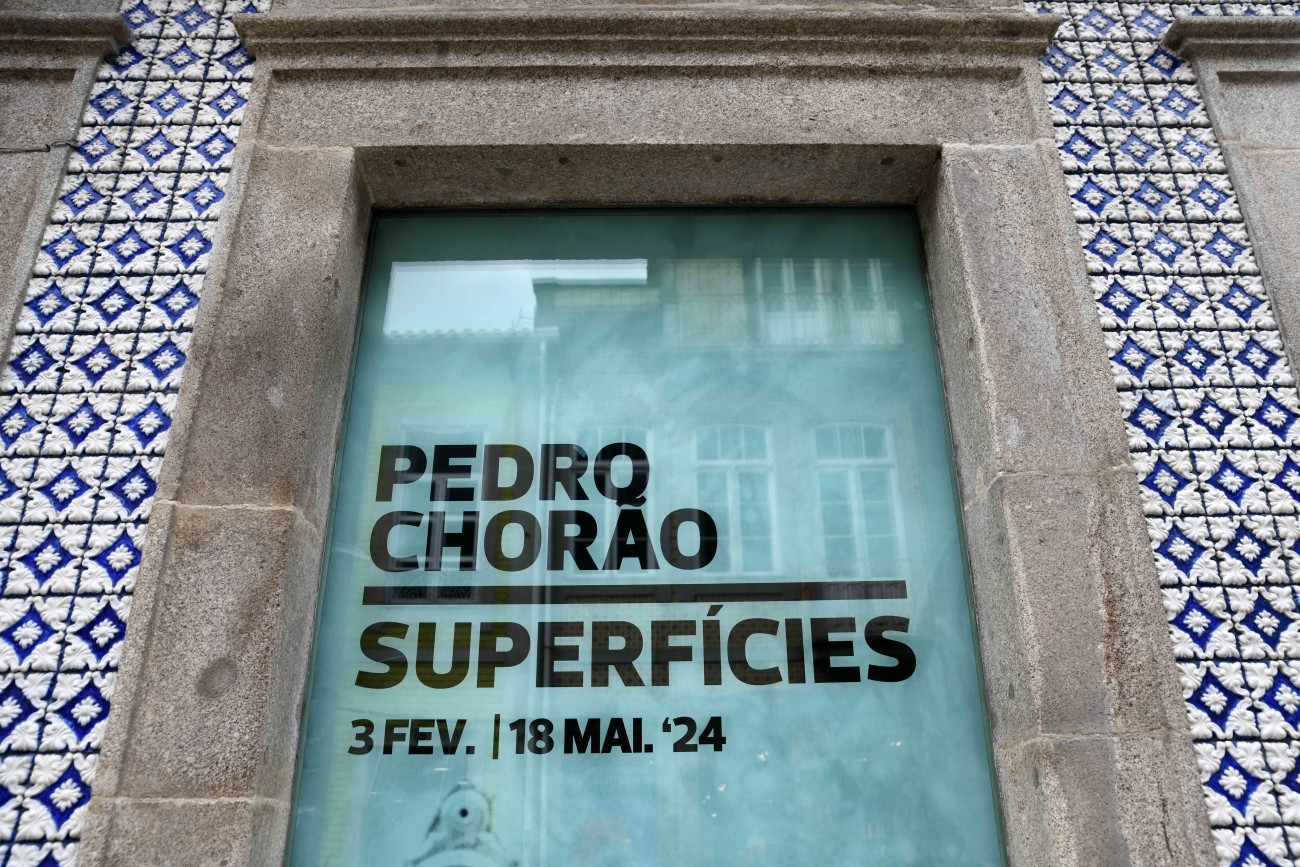 PEDRO
CHORÃO
SUPERFÍCIES
3 FEV. | 18 MAI. ‘24